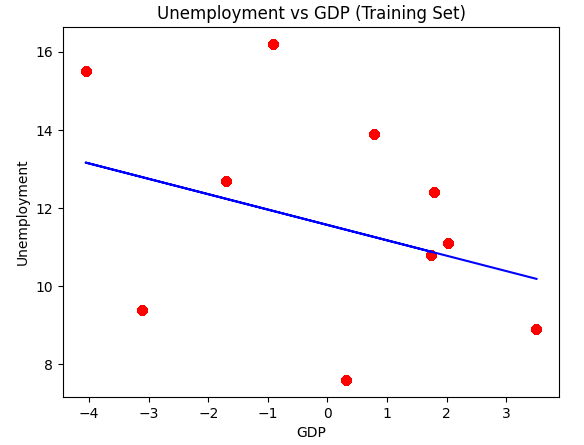 Unemployment vs GDP (Training Set)
16
14
12
10
8
Unemployment
−4 −3 −2 −1 0 1 2 3
GDP